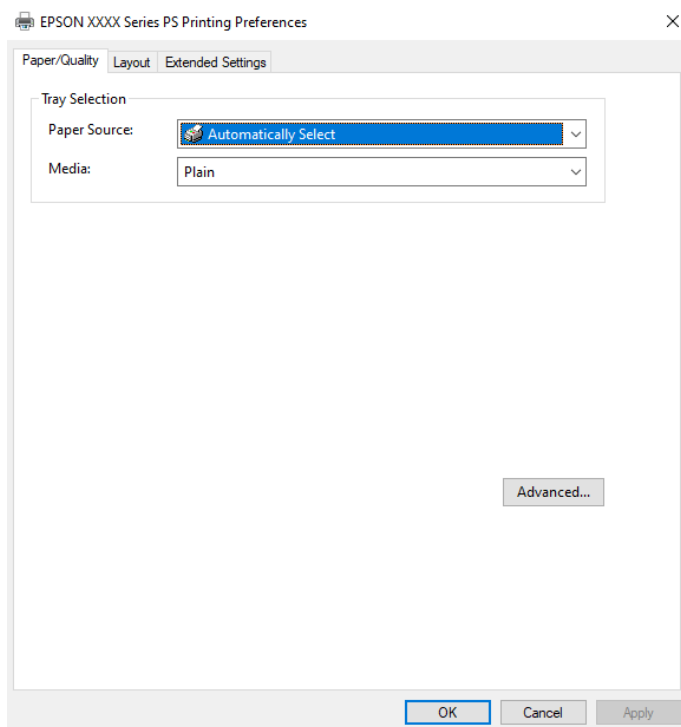 EPSON XXXX Series PS Printing Preferences
Paper/Quality Layout Extended Settings
Tray Selection
Paper Source: Automatically Select
Media: Plain
Advanced...
OK Cancel Apply